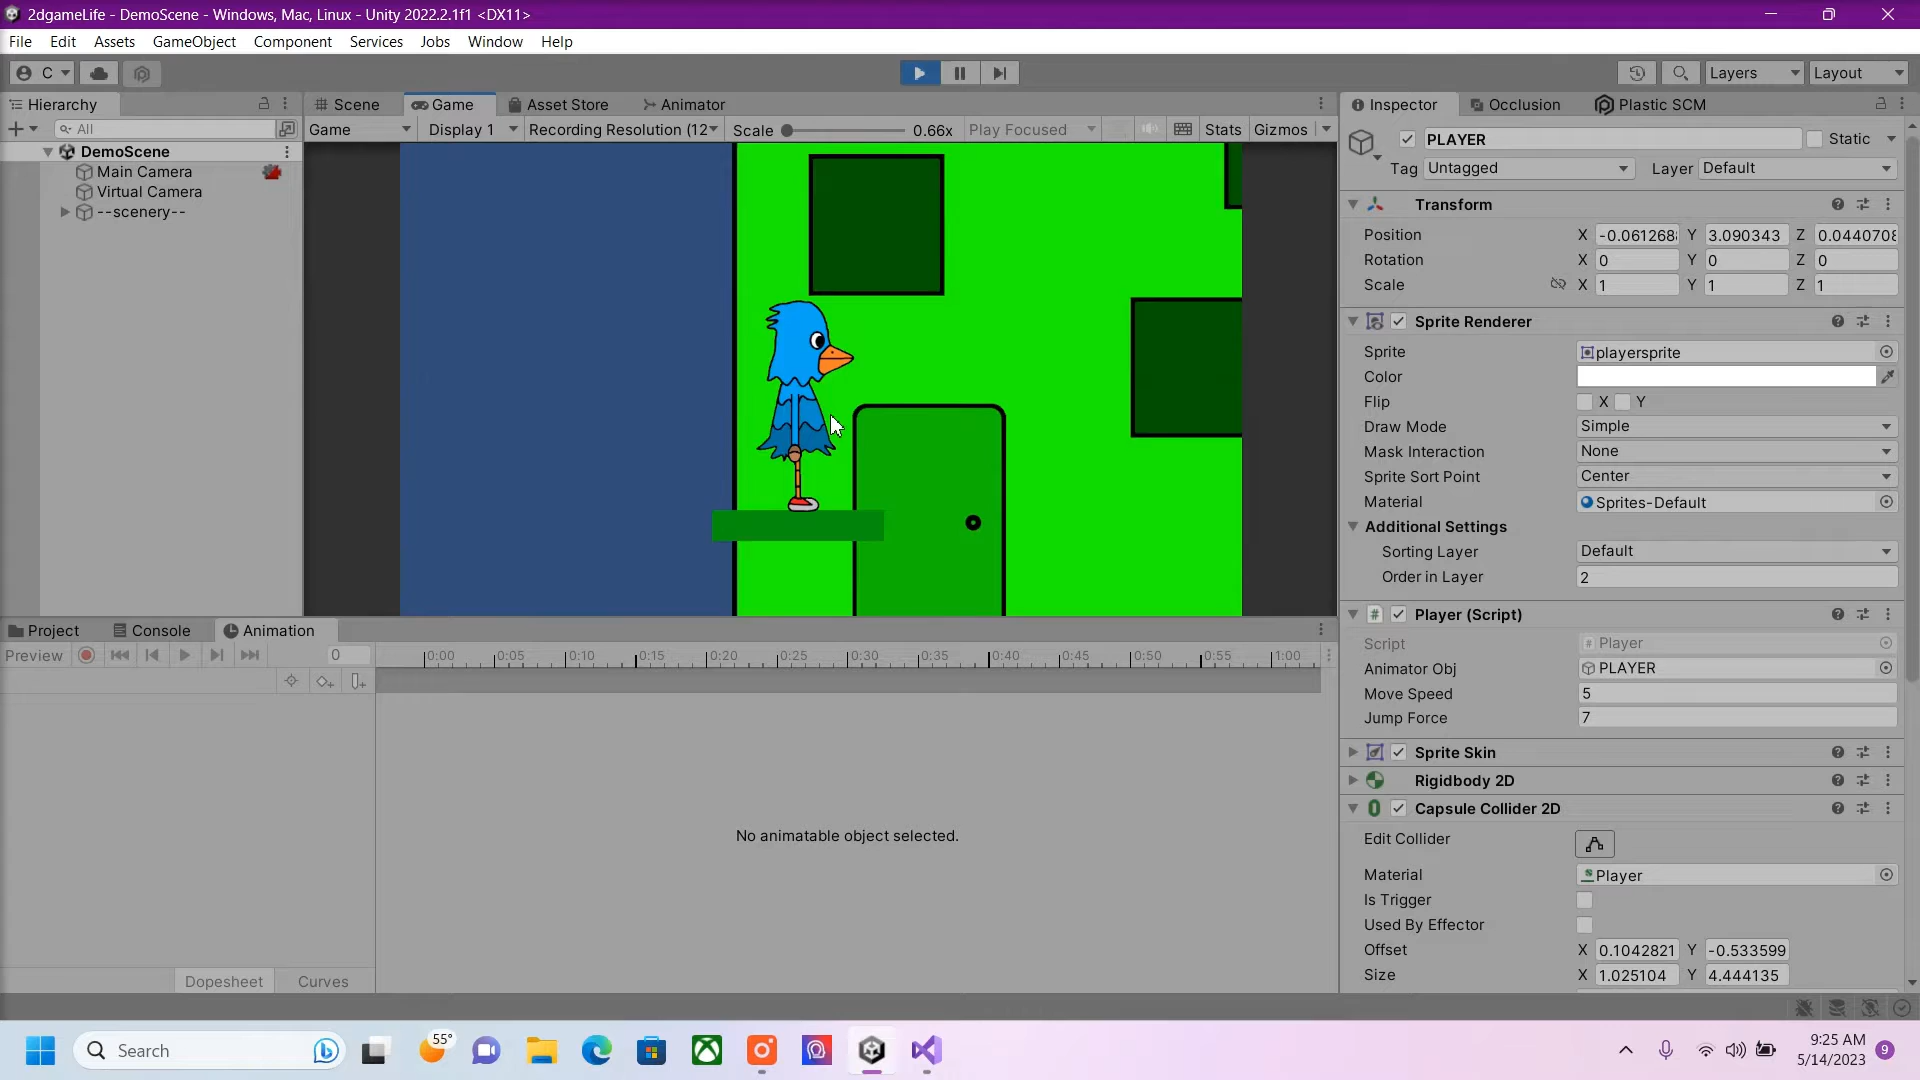 2dgameLife - DemoScene - Windows, Mac, Linux - Unity 2022.2.1f1 <DX11>
File Edit Assets GameObject Component Services Jobs Window Help
C
Layers Layout
Hierarchy
Scene Game Asset Store Animator
Inspector Occlusion Plastic SCM
All
Game Display 1 Recording Resolution (12 Scale 0.66x Play Focused Stats Gizmos
DemoScene
Main Camera
Virtual Camera
--scenery--
PLAYER Static
Tag Untagged Layer Default
Transform
Position X -0.061268 Y 3.090343 Z 0.0440708
Rotation X 0 Y 0 Z 0
Scale X 1 Y 1 Z 1
Sprite Renderer
Sprite playersprite
Color
Flip X Y
Draw Mode Simple
Mask Interaction None
Sprite Sort Point Center
Material Sprites-Default
Additional Settings
Sorting Layer Default
Order in Layer 2
Player (Script)
Script Player
Animator Obj PLAYER
Move Speed 5
Jump Force 7
Sprite Skin
Rigidbody 2D
Capsule Collider 2D
Edit Collider
Material Player
Is Trigger
Used By Effector
Offset X 0.1042821 Y -0.533599
Size X 1.025104 Y 4.444135
Project Console Animation
Preview 0 0:00 0:05 0:10 0:15 0:20 0:25 0:30 0:35 0:40 0:45 0:50 0:55 1:00
No animatable object selected.
Dopesheet Curves
Search
55°
9:25 AM
5/14/2023
9